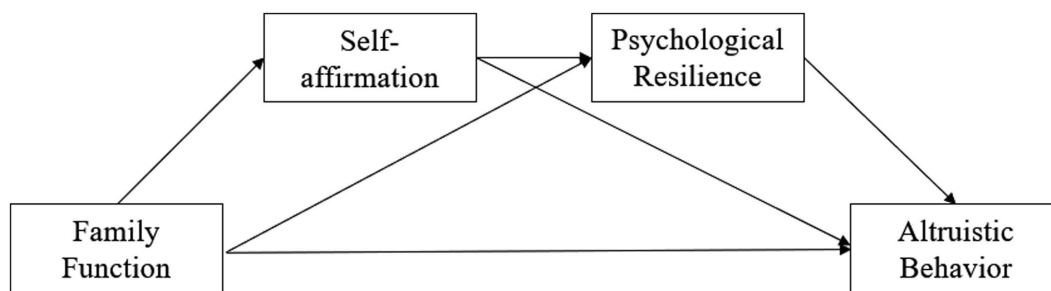 Self-
affirmation
Psychological
Resilience
Family
Function
Altruistic
Behavior